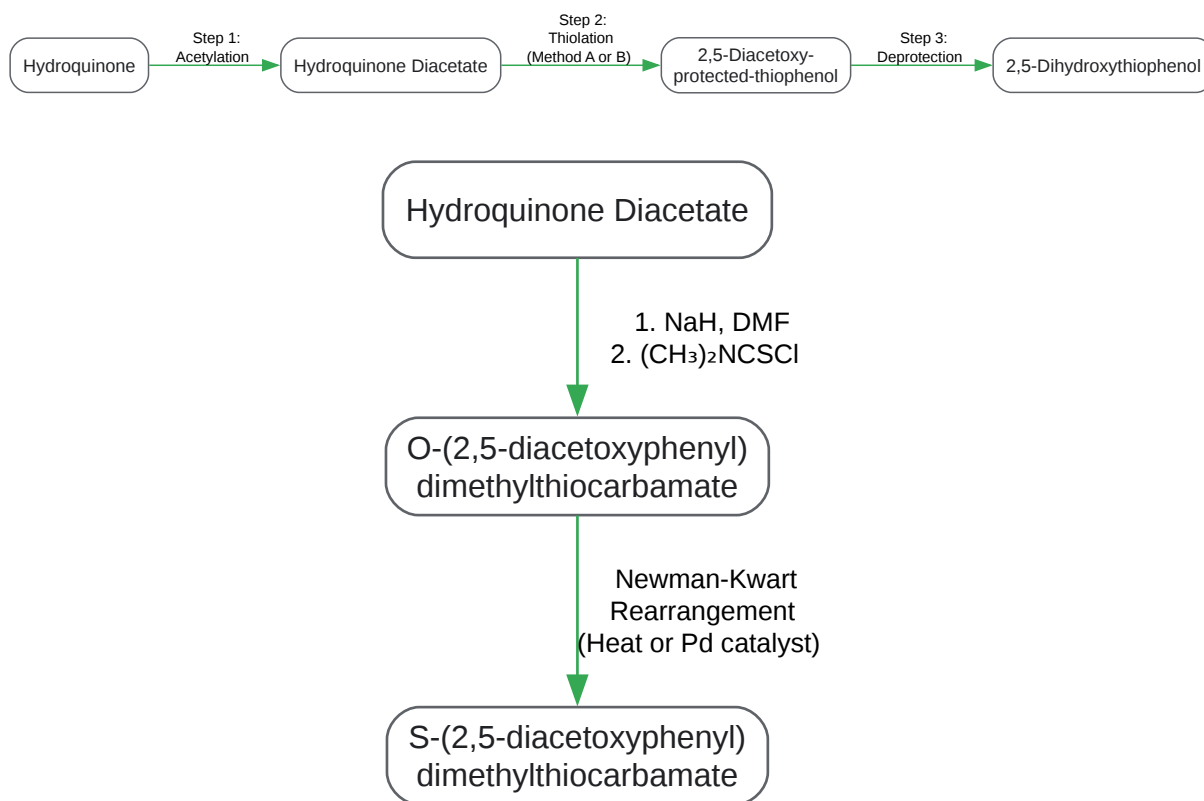 Hydroquinone
Step 1:
Acetylation
Hydroquinone Diacetate
Step 2:
Thiolation
(Method A or B)
2,5-Diacetoxy-
protected-thiophenol
Step 3:
Deprotection
2,5-Dihydroxythiophenol
Hydroquinone Diacetate
1. NaH, DMF
2. (CH₃)₂NCSCl
O-(2,5-diacetoxyphenyl)
dimethylthiocarbamate
Newman-Kwart
Rearrangement
(Heat or Pd catalyst)
S-(2,5-diacetoxyphenyl)
dimethylthiocarbamate